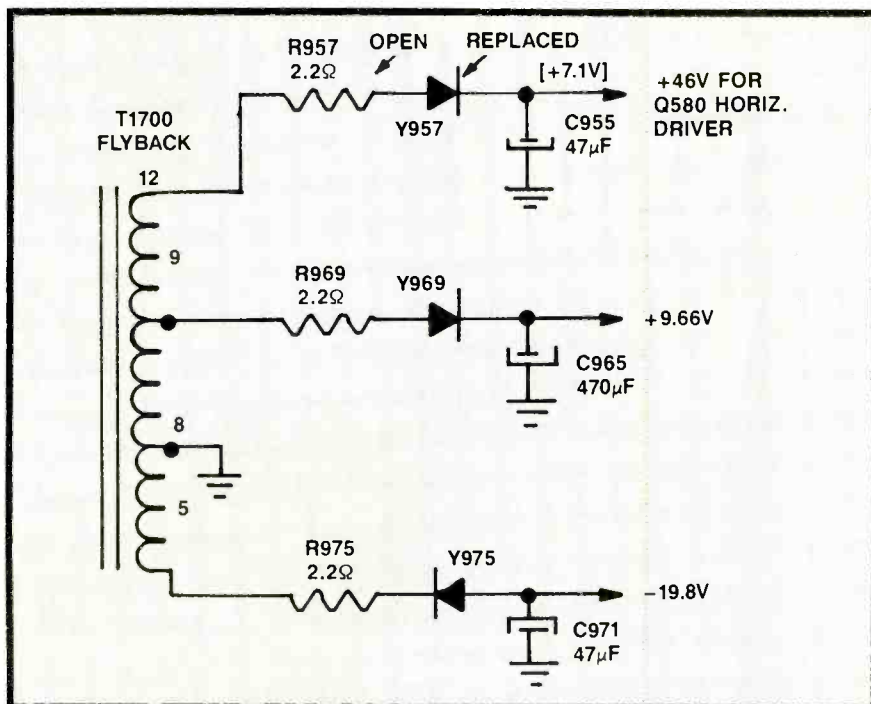 R957
2.2Ω
OPEN
REPLACED
[+7.1V]
+46V FOR
Q580 HORIZ.
DRIVER
Y957
C955
47µF
T1700
FLYBACK
12
9
R969
2.2Ω
Y969
+9.66V
C965
470µF
8
5
R975
2.2Ω
Y975
−19.8V
C971
47µF